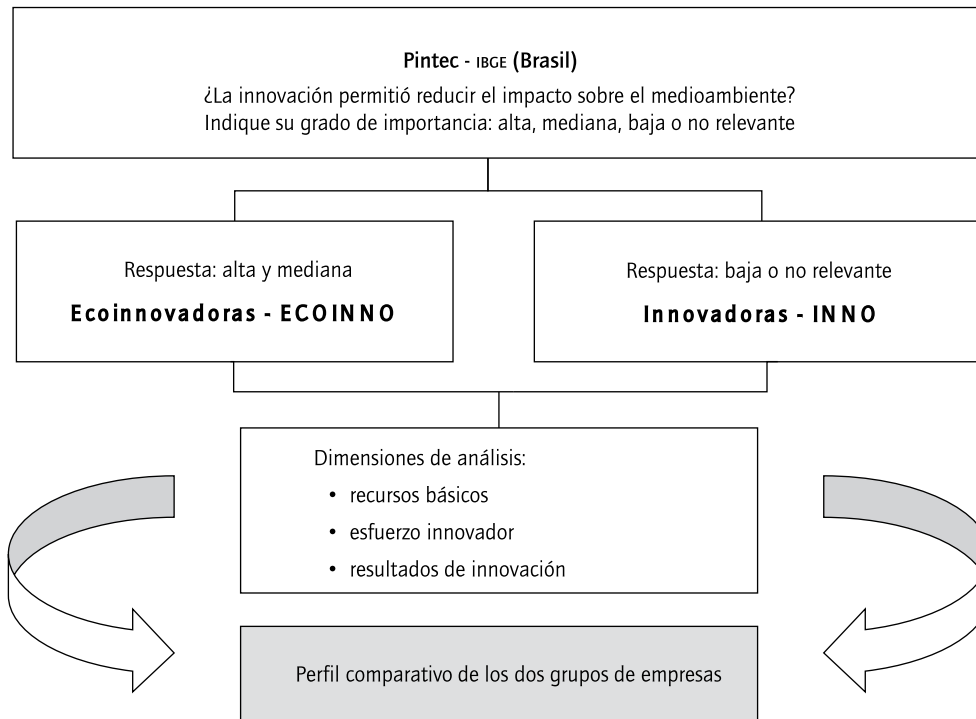 Pintec - IBGE (Brasil)
¿La innovación permitió reducir el impacto sobre el medioambiente?
Indique su grado de importancia: alta, mediana, baja o no relevante
Respuesta: alta y mediana
Ecoinnovadoras - ECOINNO
Respuesta: baja o no relevante
Innovadoras - INNO
Dimensiones de análisis:
• recursos básicos
• esfuerzo innovador
• resultados de innovación
Perfil comparativo de los dos grupos de empresas